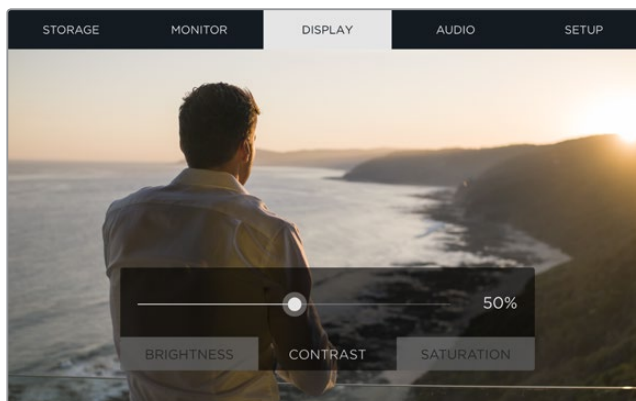 STORAGE MONITOR DISPLAY AUDIO SETUP
50%
BRIGHTNESS CONTRAST SATURATION